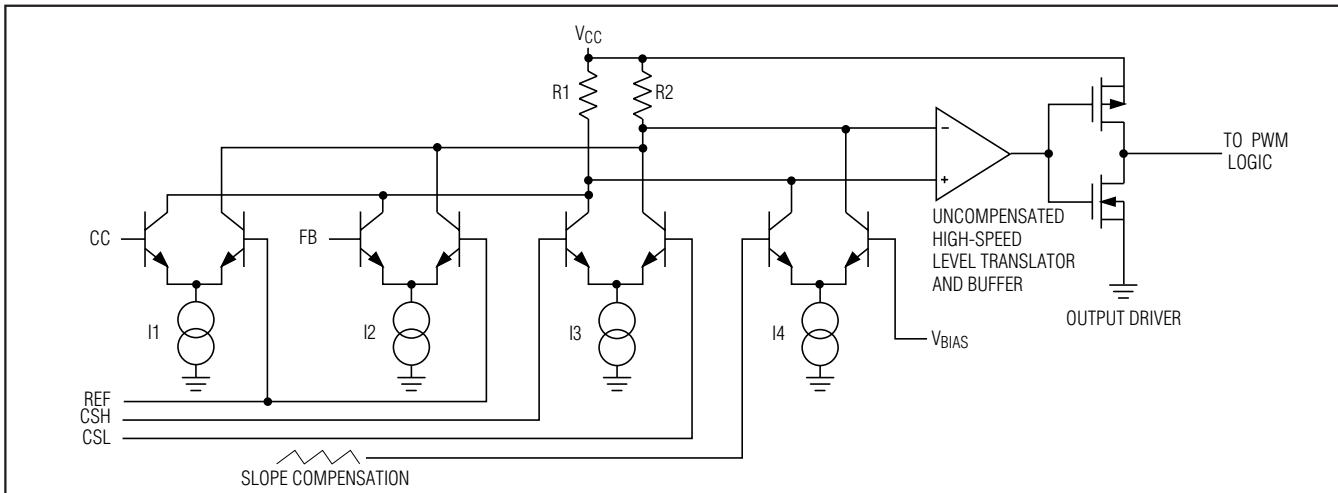 VCC
R1
R2
TO PWM
LOGIC
CC
FB
UNCOMPENSATED
HIGH-SPEED
LEVEL TRANSLATOR
AND BUFFER
OUTPUT DRIVER
I1
I2
I3
I4
VBIAS
REF
CSH
CSL
SLOPE COMPENSATION
−
+